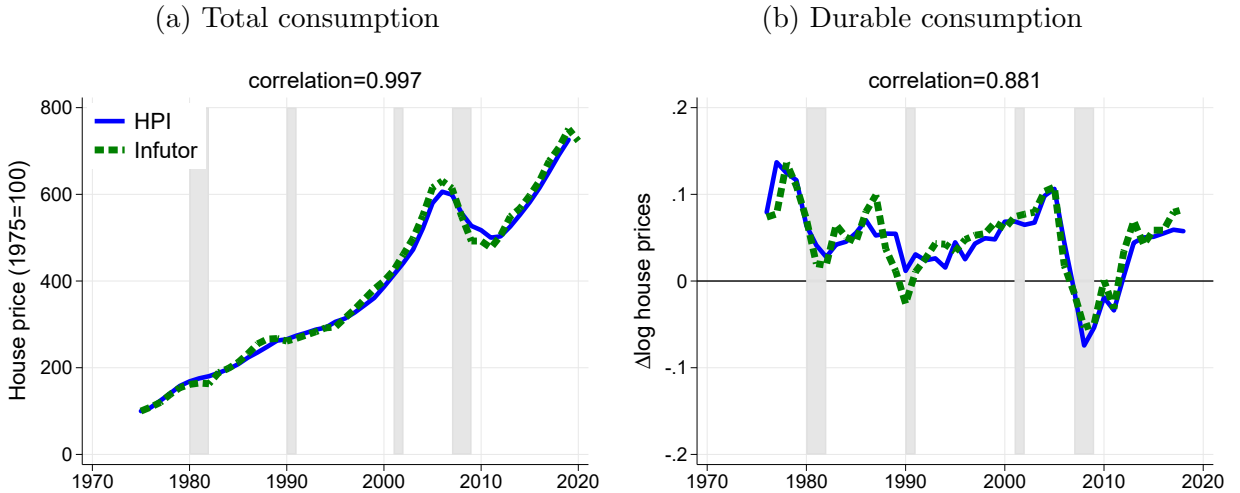 (a) Total consumption
correlation=0.997
House price (1975=100)
800
600
400
200
0
HPI
Infutor
1970 1980 1990 2000 2010 2020
(b) Durable consumption
correlation=0.881
Δlog house prices
.2
.1
0
-.1
-.2
1970 1980 1990 2000 2010 2020